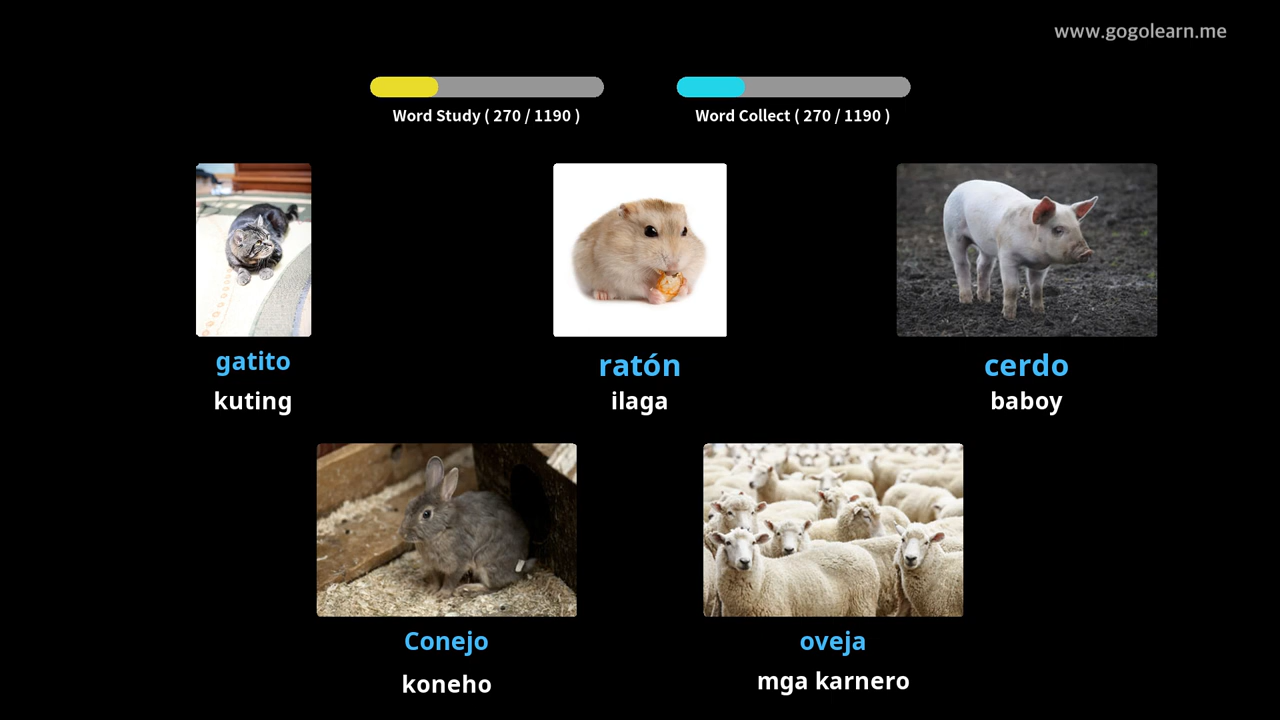 www.gogolearn.me
Word Study ( 270 / 1190 )
Word Collect ( 270 / 1190 )
gatito
kuting
ratón
ilaga
cerdo
baboy
Conejo
koneho
oveja
mga karnero